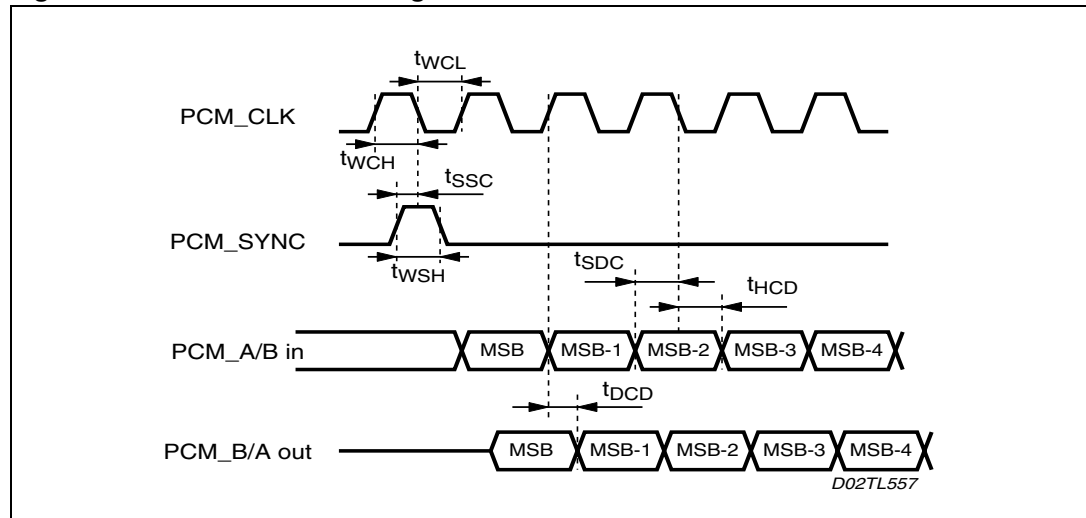 tWCL
PCM_CLK
tWCH
tSSC
PCM_SYNC
tWSH
tSDC
tHCD
PCM_A/B in
MSB
MSB-1
MSB-2
MSB-3
MSB-4
tDCD
PCM_B/A out
MSB
MSB-1
MSB-2
MSB-3
MSB-4
D02TL557